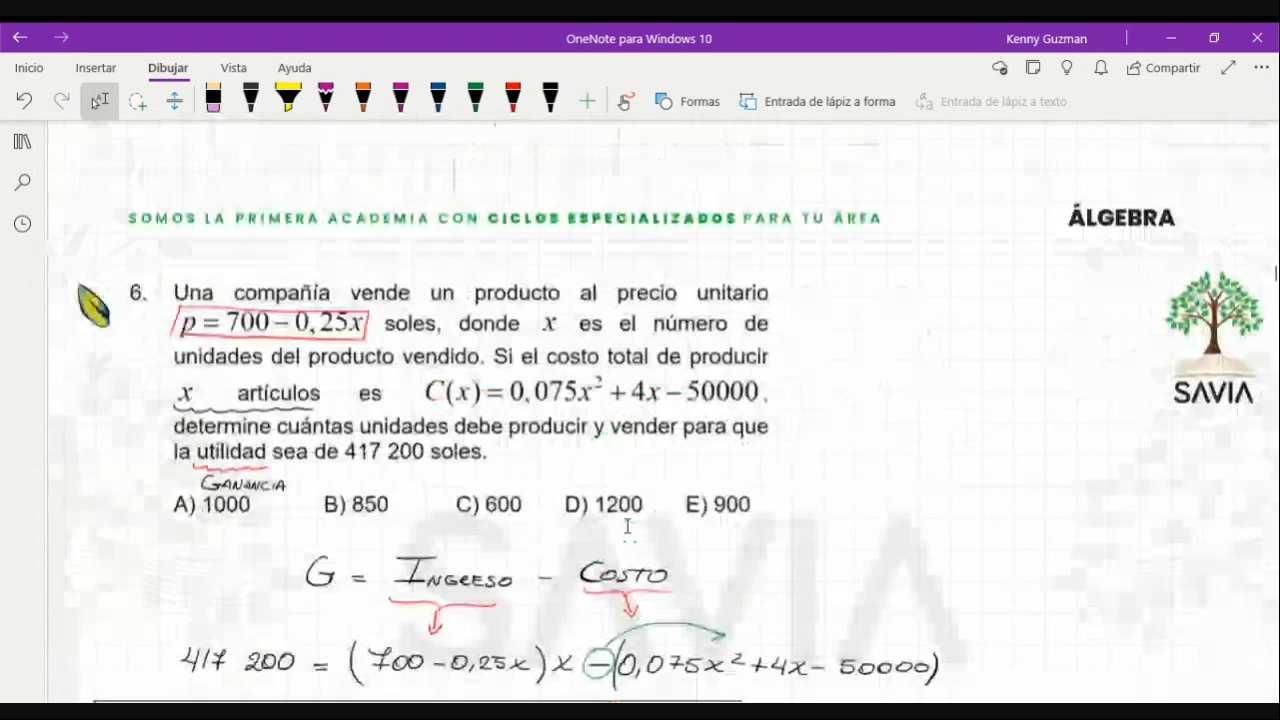 OneNote para Windows 10
Kenny Guzman
Inicio
Insertar
Dibujar
Vista
Ayuda
Compartir
Formas
Entrada de lápiz a forma
Entrada de lápiz a texto
SOMOS LA PRIMERA ACADEMIA CON CICLOS ESPECIALIZADOS PARA TU ÁREA
ÁLGEBRA
6. Una compañía vende un producto al precio unitario
p = 700 − 0,25x soles, donde x es el número de
unidades del producto vendido. Si el costo total de producir
x artículos es C(x) = 0,075x² + 4x − 50000,
determine cuántas unidades debe producir y vender para que
la utilidad sea de 417 200 soles.
GANANCIA
A) 1000 B) 850 C) 600 D) 1200 E) 900
SAVIA
SAVIA
G = INGRESO − COSTO
417 200 = (700 − 0,25x)x − (0,075x² + 4x − 50000)